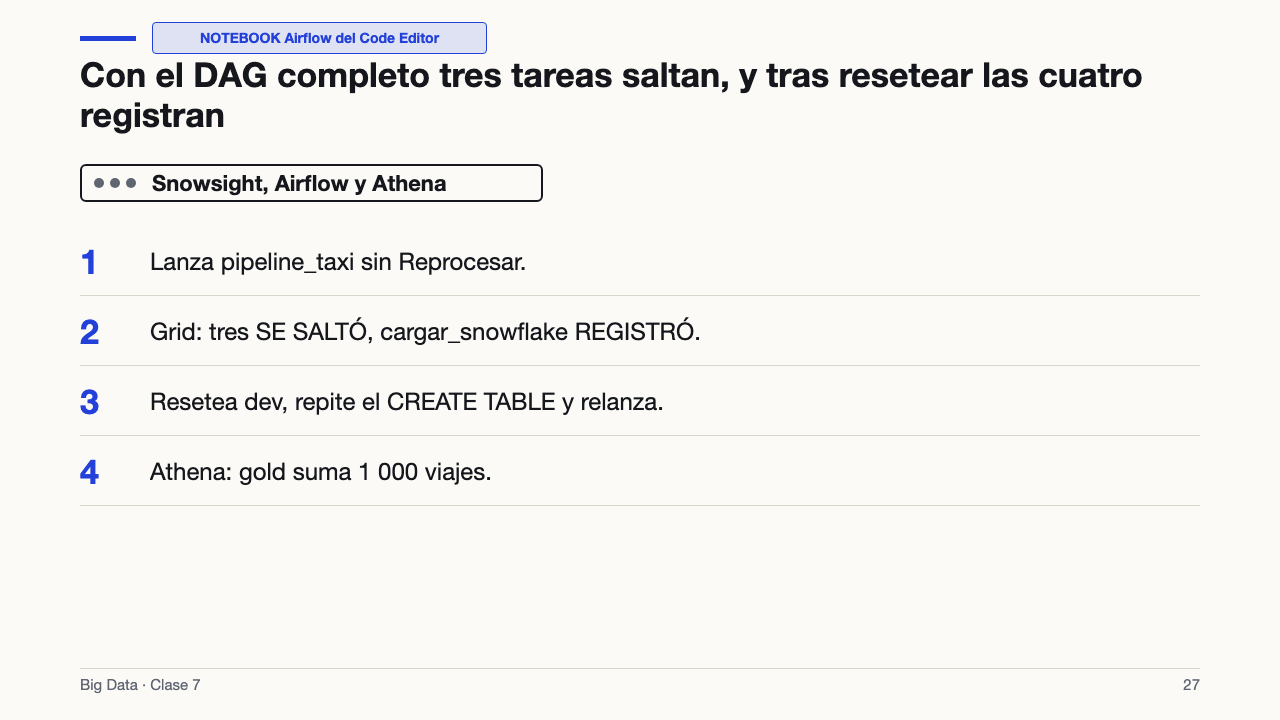 NOTEBOOK Airflow del Code Editor
Con el DAG completo tres tareas saltan, y tras resetear las cuatro
registran
Snowsight, Airflow y Athena
1 Lanza pipeline_taxi sin Reprocesar.
2 Grid: tres SE SALTÓ, cargar_snowflake REGISTRÓ.
3 Resetea dev, repite el CREATE TABLE y relanza.
4 Athena: gold suma 1 000 viajes.
Big Data · Clase 7 27